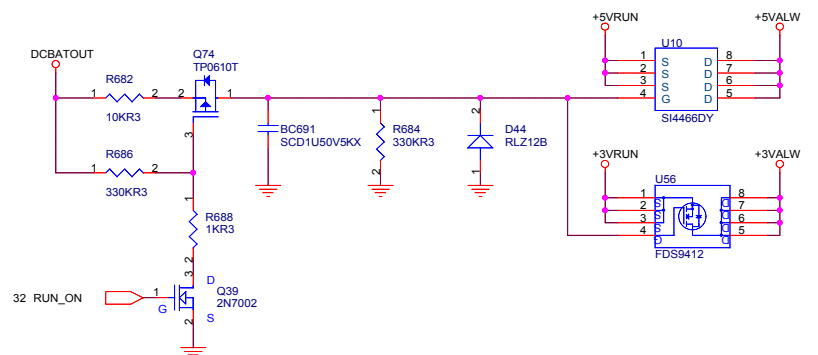 +5VRUN +5VALW
DCBATOUT Q74 U10
TP0610T
1 S D 8
2 S D 7
3 S D 6
4 G D 5
SI4466DY
R682
1 2 2 1
10KR3
3
BC691
SCD1U50V5KX
1
R684
330KR3
2
2
D44
RLZ12B
1
R686
1 2
330KR3
+3VRUN +3VALW
U56
1 S D 8
2 S D 7
3 S D 6
4 G D 5
FDS9412
1
R688
1KR3
2
3 D
Q39
2N7002
32 RUN_ON 1
G S
2